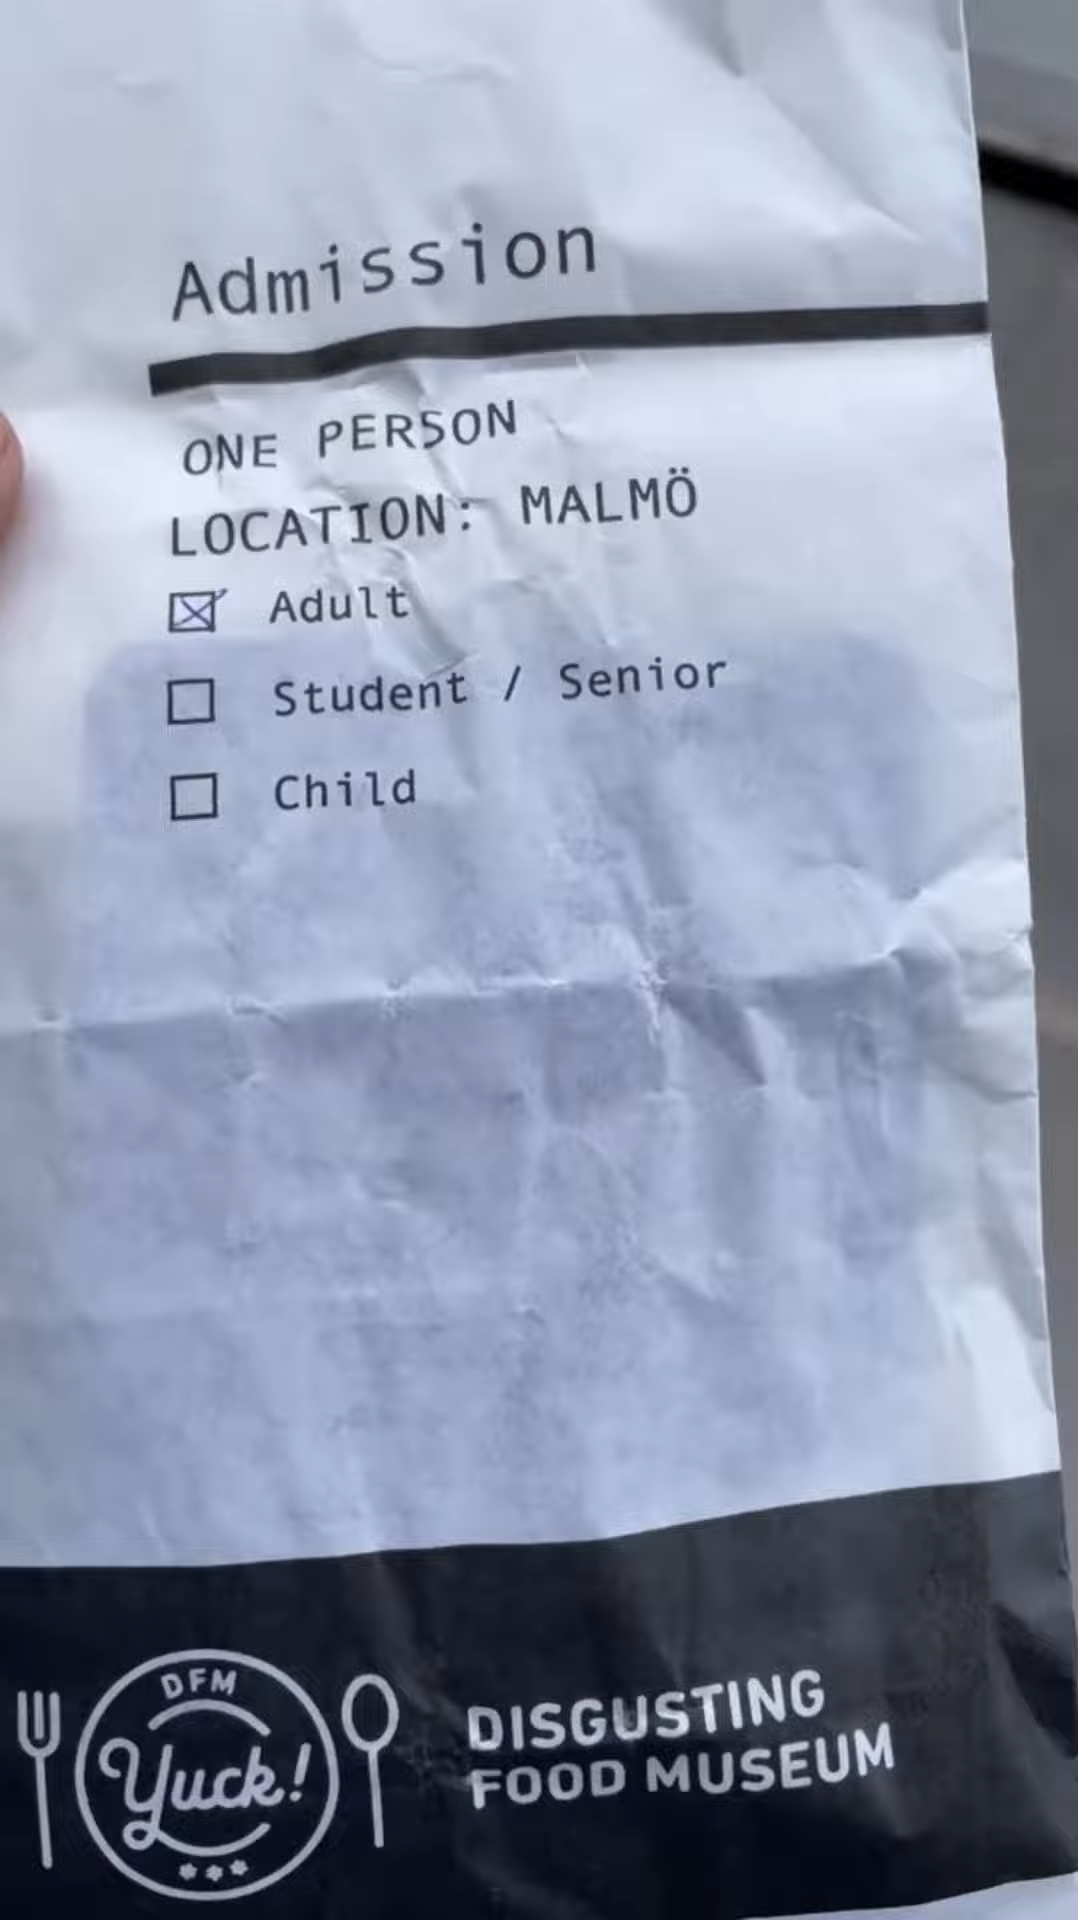 Admission
ONE PERSON
LOCATION: MALMÖ
Adult
Student / Senior
Child
DFM
Yuck!
DISGUSTING
FOOD MUSEUM